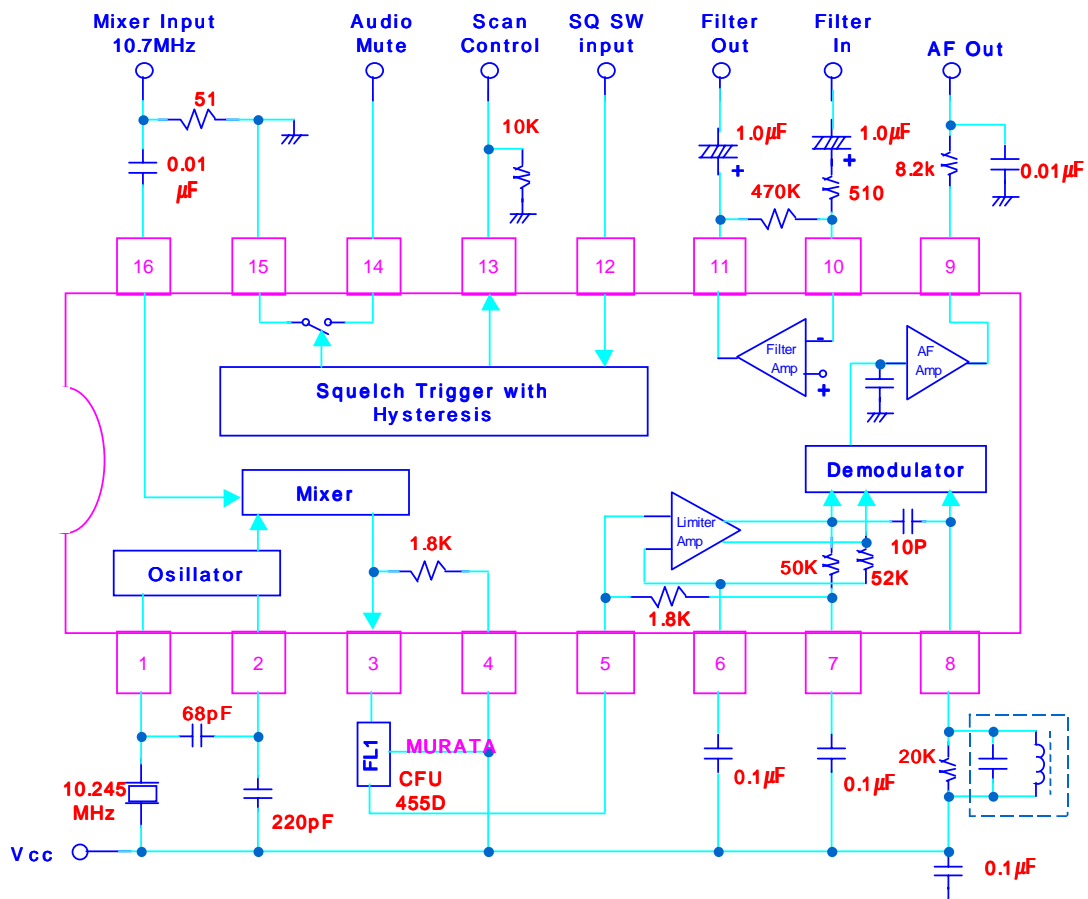 Mixer Input
10.7MHz
Audio
Mute
Scan
Control
SQ SW
input
Filter
Out
Filter
In
AF Out
51
10K
1.0μF
1.0μF
8.2k
0.01μF
0.01
μF
470K
510
16
15
14
13
12
11
10
9
Filter
Amp
-
+
AF
Amp
Squelch Trigger with
Hysteresis
Demodulator
Mixer
Limiter
Amp
10P
1.8K
50K
52K
Osillator
1.8K
1
2
3
4
5
6
7
8
68pF
FL1
MURATA
CFU
455D
10.245
MHz
220pF
0.1μF
0.1μF
20K
Vcc
0.1μF
+
+